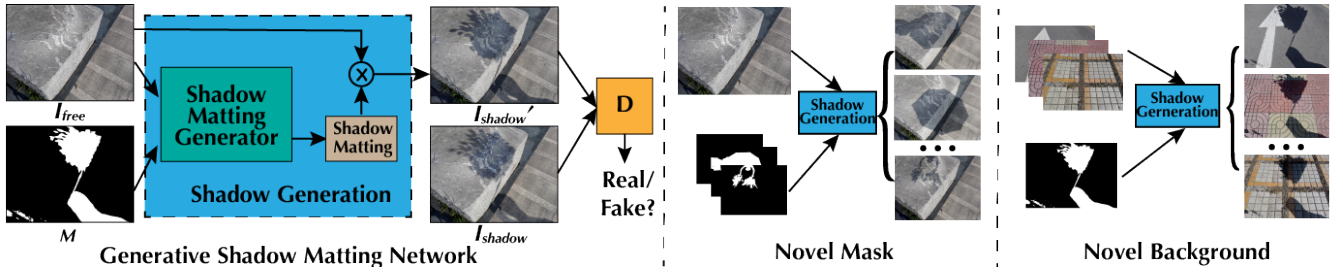 I_free
M
Shadow
Matting
Generator
Shadow
Matting
X
Shadow Generation
I_shadow'
I_shadow
D
Real/
Fake?
Generative Shadow Matting Network
Shadow
Generation
• • •
Novel Mask
Shadow
Gerneration
• • •
Novel Background